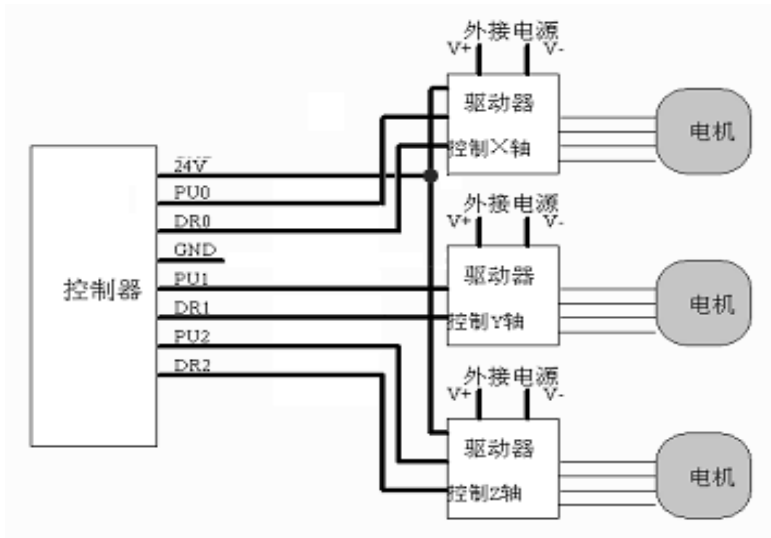 外接电源
V+ V-
驱动器
控制X轴
电机
控制器
24V
PU0
DR0
GND
PU1
DR1
PU2
DR2
外接电源
V+ V-
驱动器
控制Y轴
电机
外接电源
V+ V-
驱动器
控制Z轴
电机